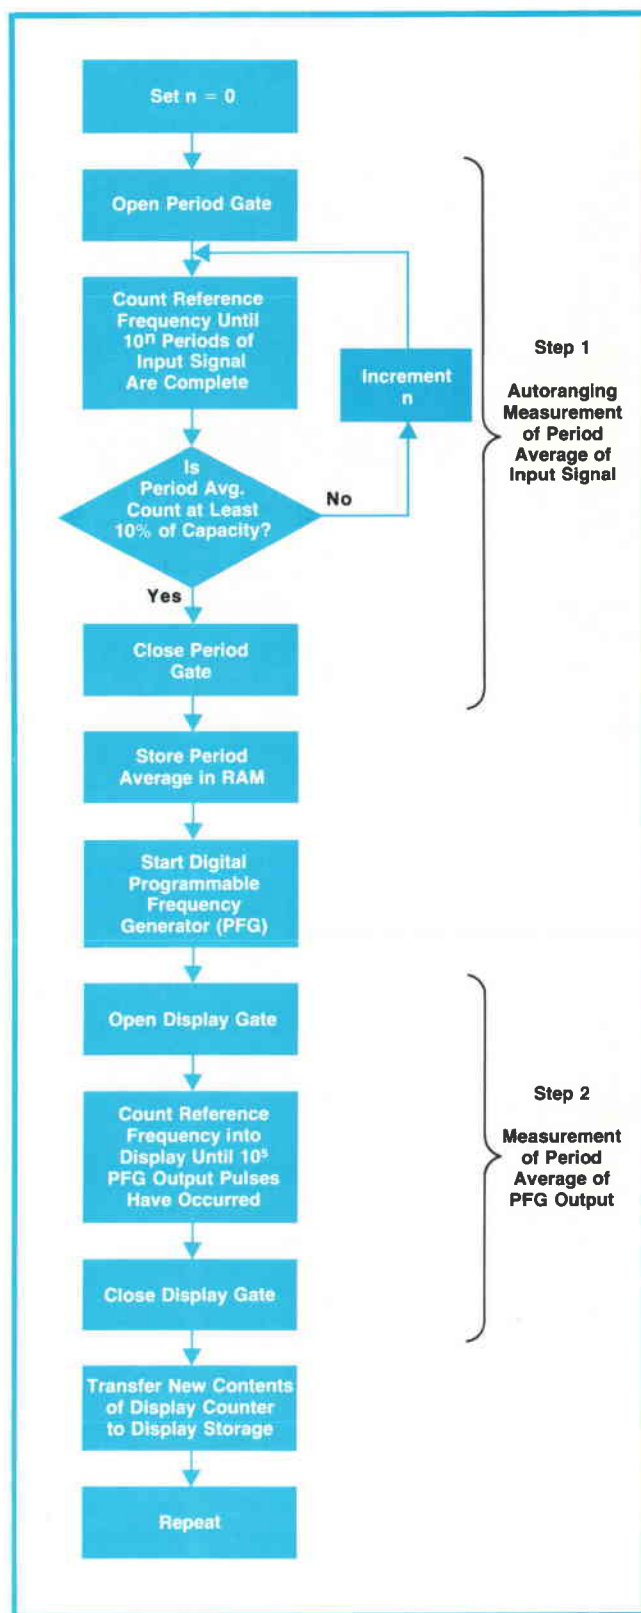 Set n = 0
Open Period Gate
Count Reference
Frequency Until
10ⁿ Periods of
Input Signal
Are Complete
Increment
n
Is
Period Avg.
Count at Least
10% of Capacity?
No
Yes
Close Period
Gate
Step 1
Autoranging
Measurement
of Period
Average of
Input Signal
Store Period
Average in RAM
Start Digital
Programmable
Frequency
Generator (PFG)
Open Display Gate
Count Reference
Frequency into
Display Until 10⁵
PFG Output Pulses
Have Occurred
Close Display Gate
Step 2
Measurement
of Period
Average of
PFG Output
Transfer New Contents
of Display Counter
to Display Storage
Repeat